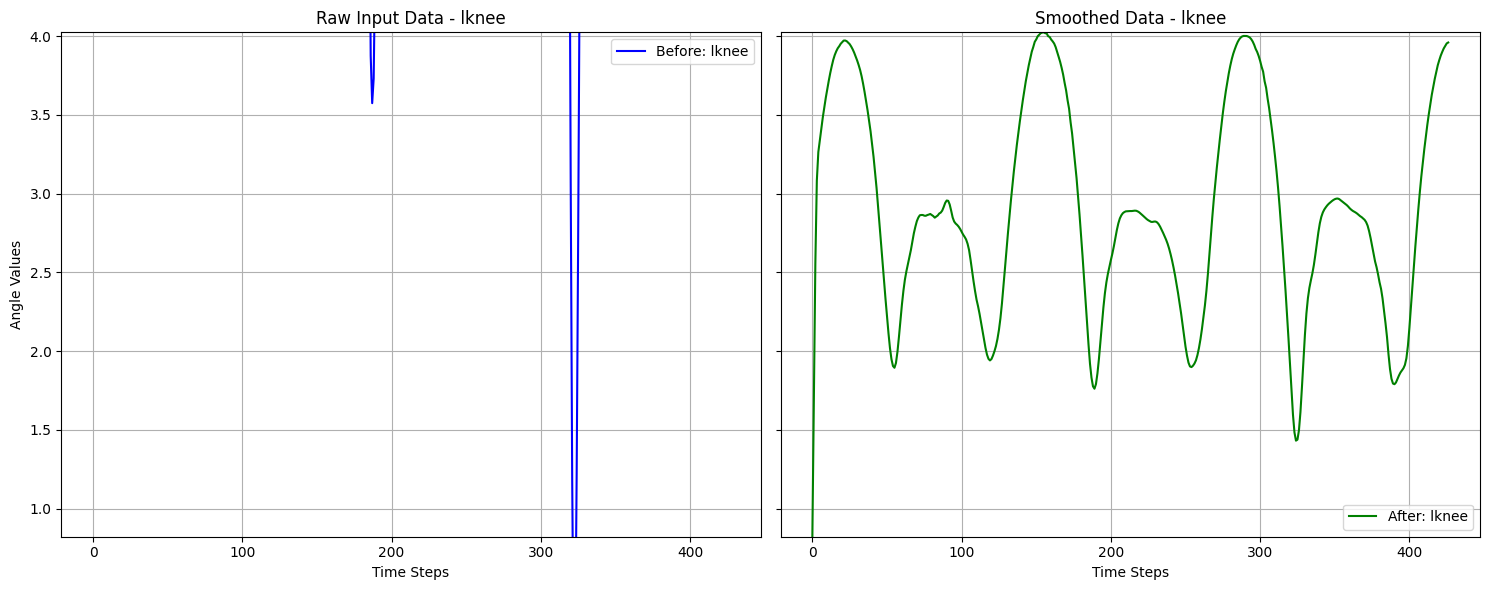 Raw Input Data - lknee
Before: lknee
4.0
3.5
3.0
2.5
2.0
1.5
1.0
Angle Values
0 100 200 300 400
Time Steps
Smoothed Data - lknee
After: lknee
0 100 200 300 400
Time Steps